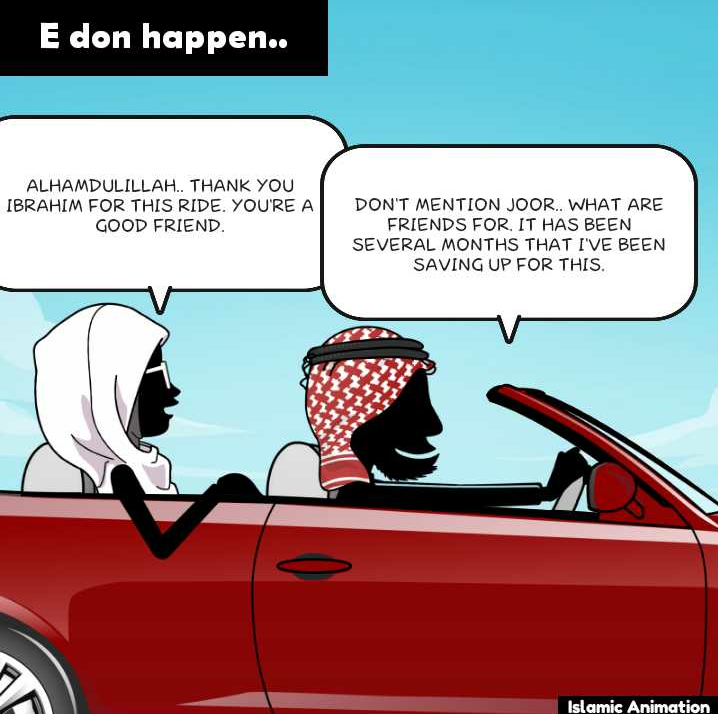 E don happen..
ALHAMDULILLAH.. THANK YOU
IBRAHIM FOR THIS RIDE. YOU'RE A
GOOD FRIEND.
DON'T MENTION JOOR.. WHAT ARE
FRIENDS FOR. IT HAS BEEN
SEVERAL MONTHS THAT I'VE BEEN
SAVING UP FOR THIS.
Islamic Animation